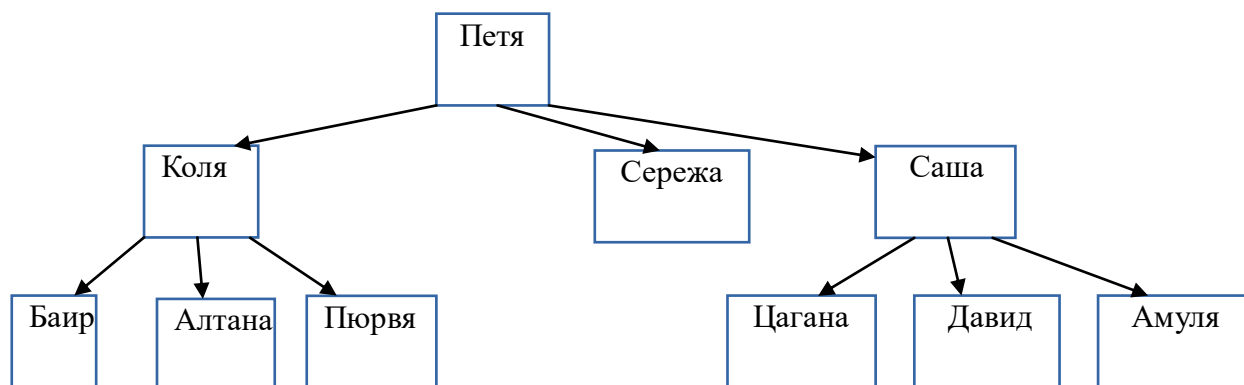 Петя
Коля
Сережа
Саша
Баир
Алтана
Пюрвя
Цагана
Давид
Амуля